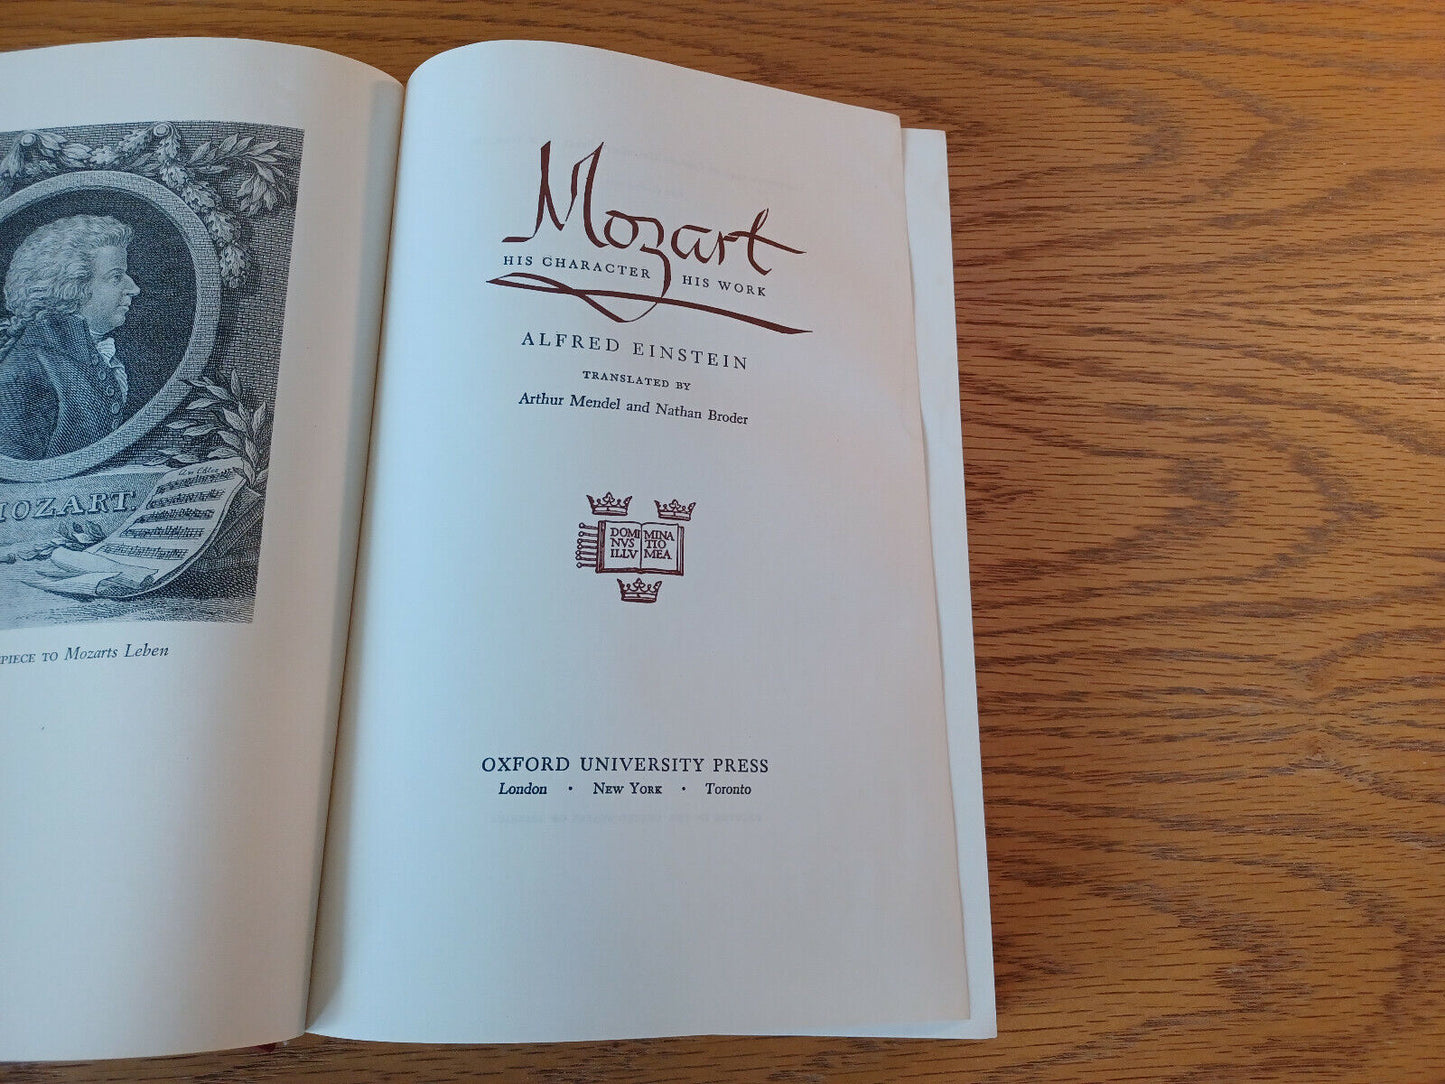 MOZART.
PIECE TO Mozarts Leben
Mozart
HIS CHARACTER HIS WORK
ALFRED EINSTEIN
TRANSLATED BY
Arthur Mendel and Nathan Broder
DOMI MINA
NVS TIO
ILLV MEA
OXFORD UNIVERSITY PRESS
London · NEW YORK · Toronto